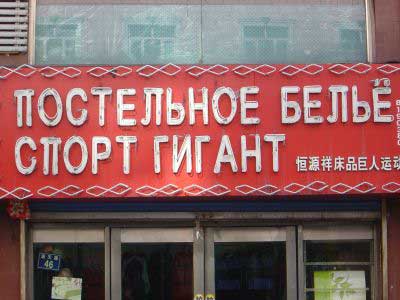 ПОСТЕЛЬНОЕ БЕЛЬЁ
СПОРТ ГИГАНТ
恒源祥床品巨人运动
46